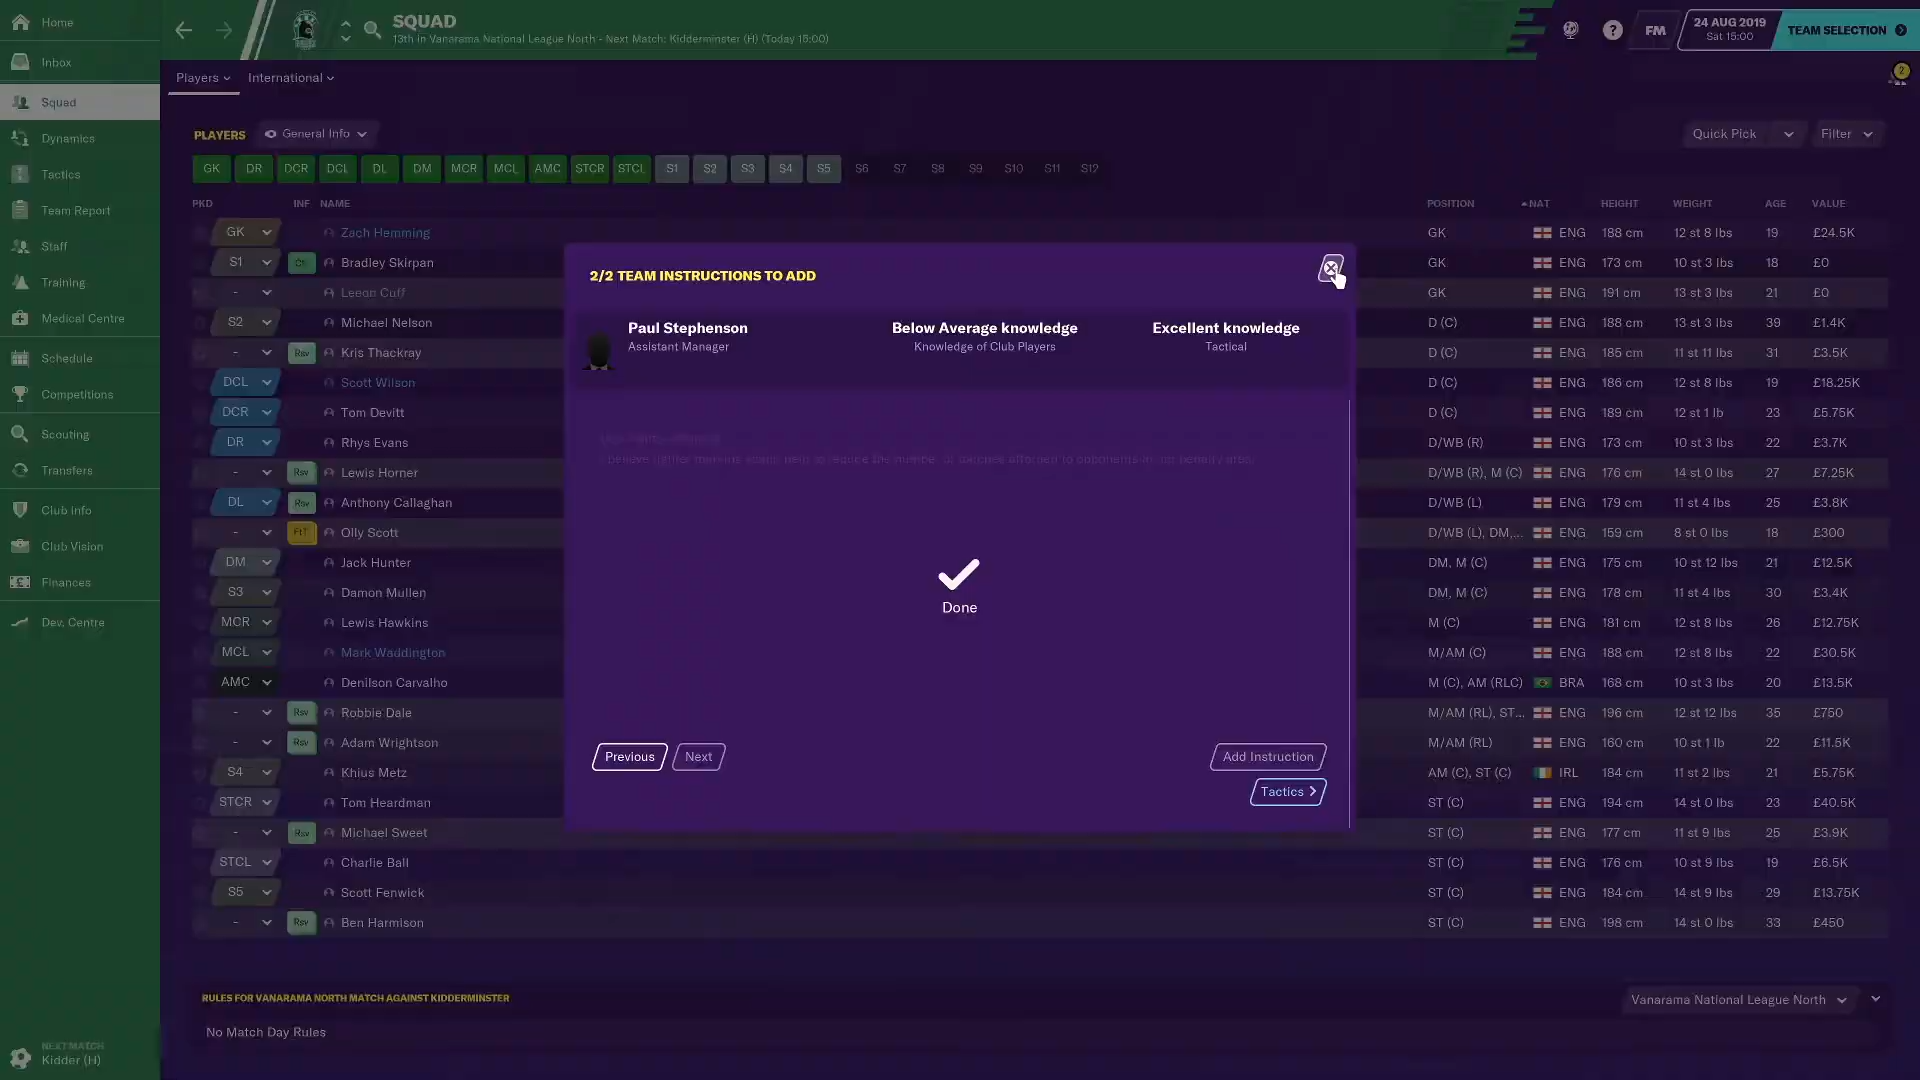 Home
SQUAD
13th in Vanarama National League North - Next Match: Kidderminster (H) (Today 15:00)
FM
24 AUG 2019
Sat 15:00
TEAM SELECTION
Inbox
Squad
Dynamics
Tactics
Team Report
Staff
Training
Medical Centre
Schedule
Competitions
Scouting
Transfers
Club Info
Club Vision
Finances
Dev. Centre
NEXT MATCH
Kidder (H)
Players International
2
PLAYERS General Info Quick Pick Filter
GK DR DCR DCL DL DM MCR MCL AMC STCR STCL S1 S2 S3 S4 S5 S6 S7 S8 S9 S10 S11 S12
PKD INF NAME POSITION NAT HEIGHT WEIGHT AGE VALUE
GK Zach Hemming GK ENG 188 cm 12 st 8 lbs 19 £24.5K
S1 Bradley Skirpan GK ENG 173 cm 10 st 3 lbs 18 £0
- Leeon Cuff GK ENG 191 cm 13 st 3 lbs 21 £0
S2 Michael Nelson D (C) ENG 188 cm 13 st 3 lbs 39 £1.4K
- Rsv Kris Thackray D (C) ENG 185 cm 11 st 11 lbs 31 £3.5K
DCL Scott Wilson D (C) ENG 186 cm 12 st 8 lbs 19 £18.25K
DCR Tom Devitt D (C) ENG 189 cm 12 st 1 lb 23 £5.75K
DR Rhys Evans D/WB (R) ENG 173 cm 10 st 3 lbs 22 £3.7K
- Rsv Lewis Horner D/WB (R), M (C) ENG 176 cm 14 st 0 lbs 27 £7.25K
DL Rsv Anthony Callaghan D/WB (L) ENG 179 cm 11 st 4 lbs 25 £3.8K
- FtT Olly Scott D/WB (L), DM,... ENG 159 cm 8 st 0 lbs 18 £300
DM Jack Hunter DM, M (C) ENG 175 cm 10 st 12 lbs 21 £12.5K
S3 Damon Mullen DM, M (C) ENG 178 cm 11 st 4 lbs 30 £3.4K
MCR Lewis Hawkins M (C) ENG 181 cm 12 st 8 lbs 26 £12.75K
MCL Mark Waddington M/AM (C) ENG 188 cm 12 st 8 lbs 22 £30.5K
AMC Denilson Carvalho M (C), AM (RLC) BRA 168 cm 10 st 3 lbs 20 £13.5K
- Rsv Robbie Dale M/AM (RL), ST... ENG 196 cm 12 st 12 lbs 35 £750
- Rsv Adam Wrightson M/AM (RL) ENG 160 cm 10 st 1 lb 22 £11.5K
S4 Khius Metz AM (C), ST (C) IRL 184 cm 11 st 2 lbs 21 £5.75K
STCR Tom Heardman ST (C) ENG 194 cm 14 st 0 lbs 23 £40.5K
- Rsv Michael Sweet ST (C) ENG 177 cm 11 st 9 lbs 25 £3.9K
STCL Charlie Ball ST (C) ENG 176 cm 10 st 9 lbs 19 £6.5K
S5 Scott Fenwick ST (C) ENG 184 cm 14 st 9 lbs 29 £13.75K
- Rsv Ben Harmison ST (C) ENG 198 cm 14 st 0 lbs 33 £450
2/2 TEAM INSTRUCTIONS TO ADD
Paul Stephenson Below Average knowledge Excellent knowledge
Assistant Manager Knowledge of Club Players Tactical
Done
Previous Next Add Instruction
Tactics
RULES FOR VANARAMA NORTH MATCH AGAINST KIDDERMINSTER
Vanarama National League North
No Match Day Rules